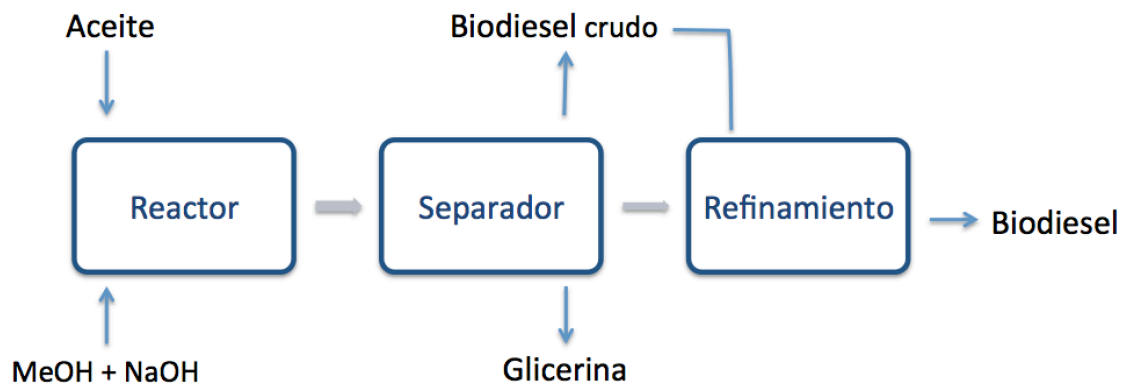 Aceite
Biodiesel crudo
Reactor
Separador
Refinamiento
Biodiesel
MeOH + NaOH
Glicerina